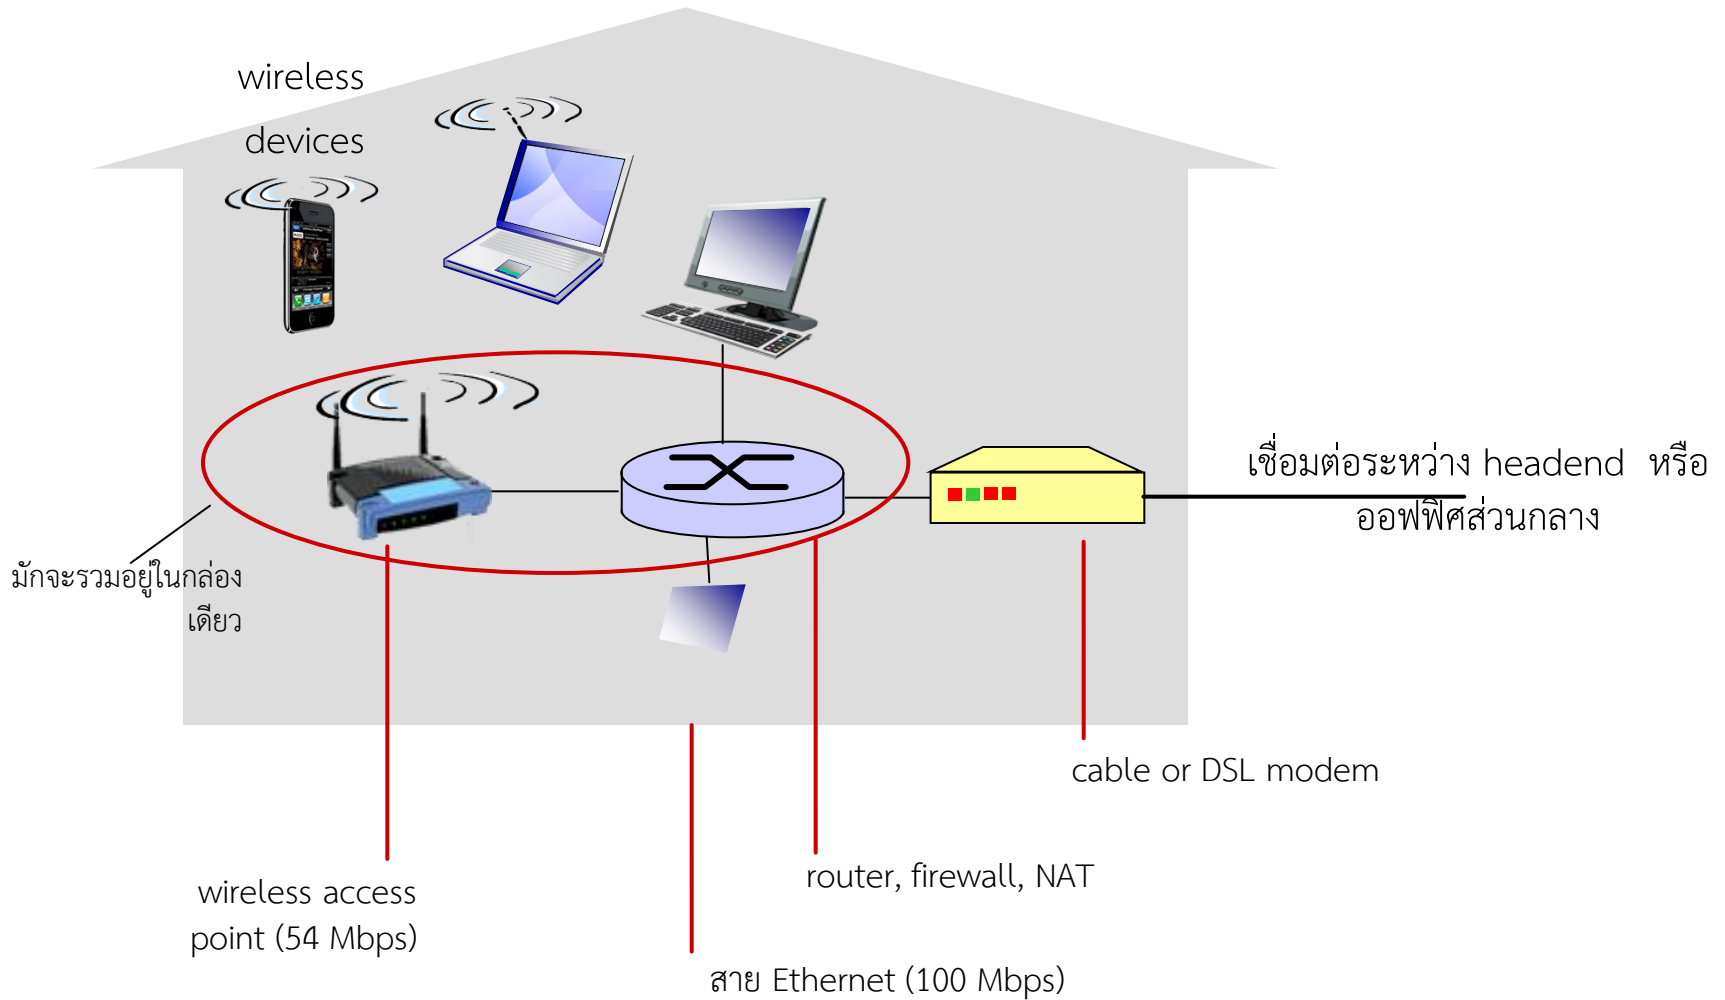 wireless
devices
เชื่อมต่อระหว่าง headend หรือ
ออฟฟิศส่วนกลาง
มักจะรวมอยู่ในกล่อง
เดียว
cable or DSL modem
router, firewall, NAT
wireless access
point (54 Mbps)
สาย Ethernet (100 Mbps)